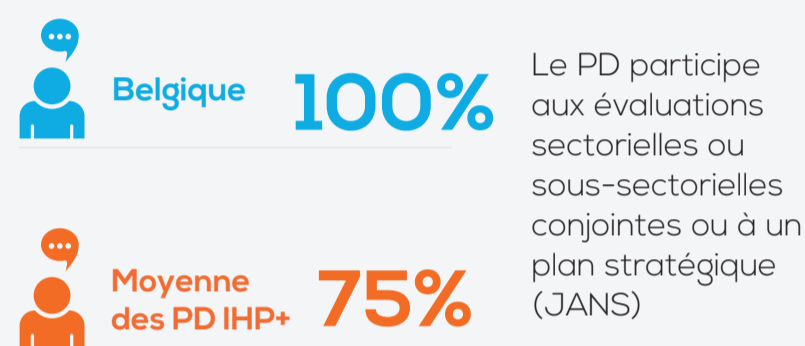 Belgique 100%
Moyenne
des PD IHP+ 75%
Le PD participe
aux évaluations
sectorielles ou
sous-sectorielles
conjointes ou à un
plan stratégique
(JANS)